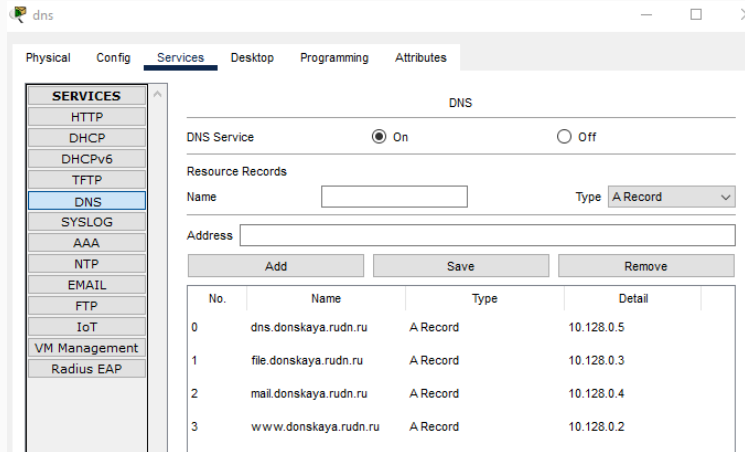 dns
Physical Config Services Desktop Programming Attributes
SERVICES
HTTP
DHCP
DHCPv6
TFTP
DNS
SYSLOG
AAA
NTP
EMAIL
FTP
IoT
VM Management
Radius EAP
DNS
DNS Service On Off
Resource Records
Name Type A Record
Address
Add Save Remove
No. Name Type Detail
0 dns.donskaya.rudn.ru A Record 10.128.0.5
1 file.donskaya.rudn.ru A Record 10.128.0.3
2 mail.donskaya.rudn.ru A Record 10.128.0.4
3 www.donskaya.rudn.ru A Record 10.128.0.2